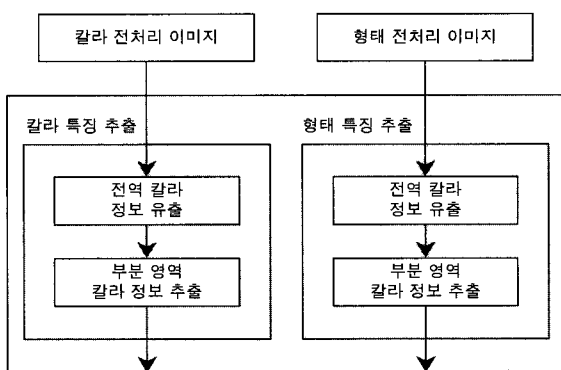 칼라 전처리 이미지
형태 전처리 이미지
칼라 특징 추출
형태 특징 추출
전역 칼라
정보 유출
전역 칼라
정보 유출
부분 영역
칼라 정보 추출
부분 영역
칼라 정보 추출